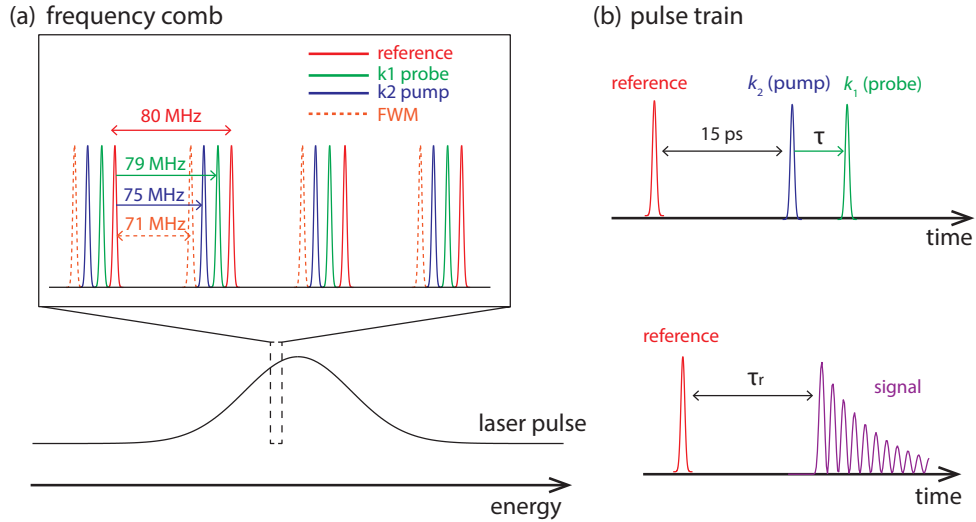 (a) frequency comb
reference
k1 probe
k2 pump
FWM
80 MHz
79 MHz
75 MHz
71 MHz
laser pulse
energy
(b) pulse train
reference
k2 (pump)
k1 (probe)
15 ps
τ
time
reference
τr
signal
time